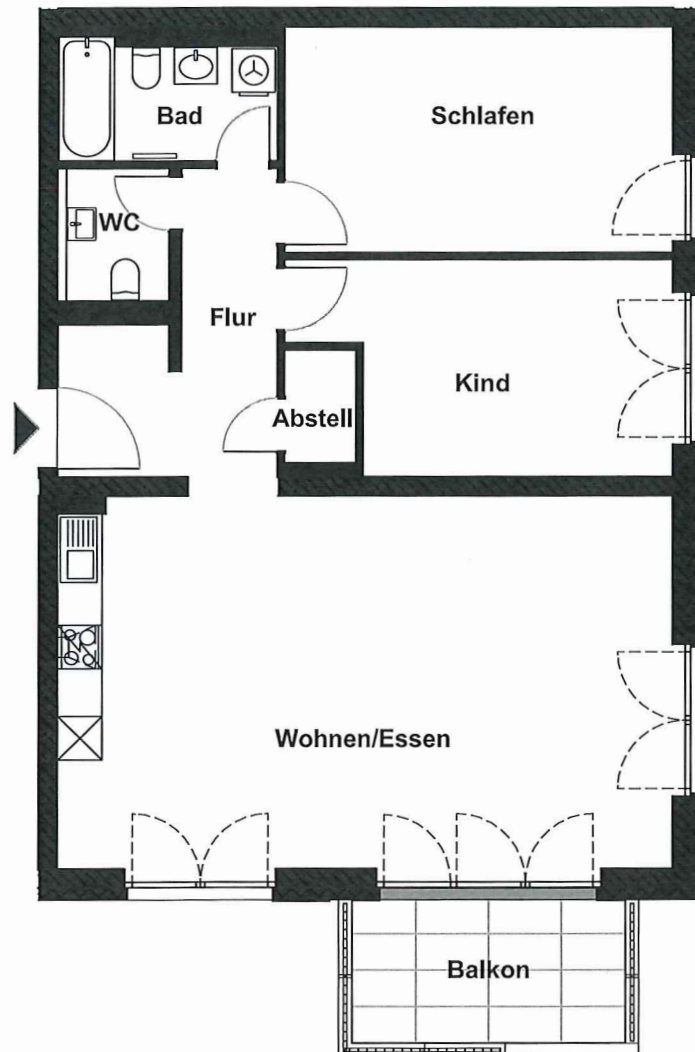 Bad
Schlafen
WC
Flur
Kind
Abstell
Wohnen/Essen
Balkon